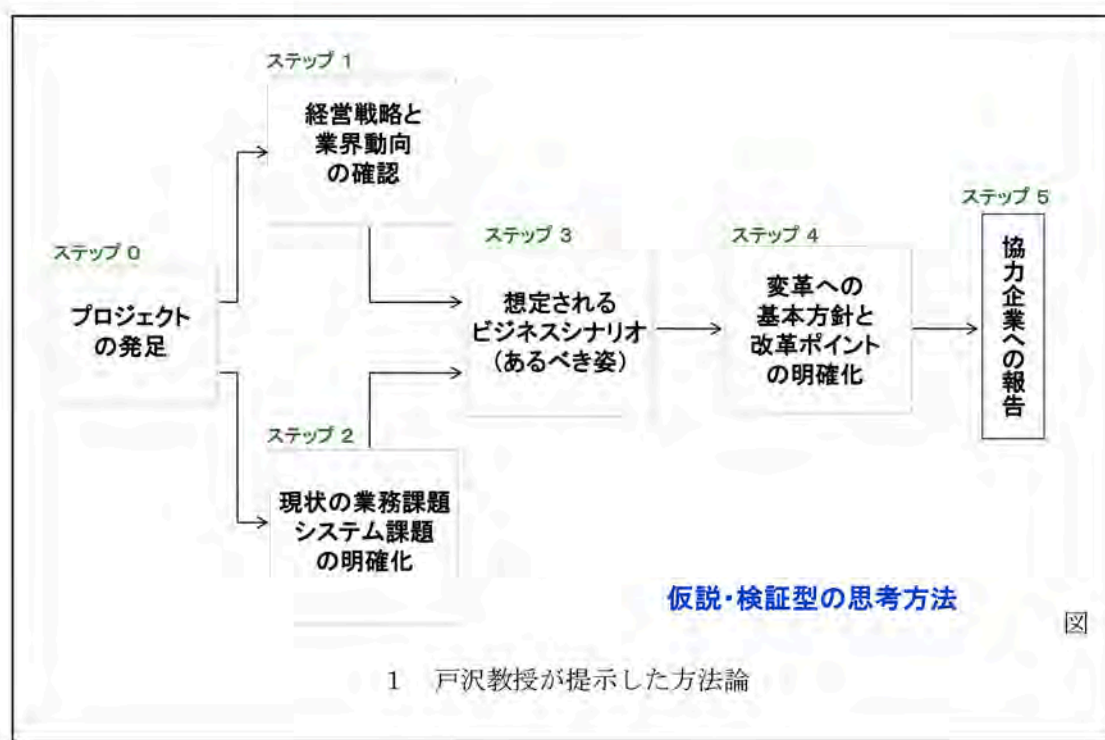 ステップ 1
経営戦略と
業界動向
の確認
ステップ 0
プロジェクト
の発足
ステップ 2
現状の業務課題
システム課題
の明確化
ステップ 3
想定される
ビジネスシナリオ
(あるべき姿)
ステップ 4
変革への
基本方針と
改革ポイント
の明確化
ステップ 5
協力企業への報告
仮説・検証型の思考方法
図
1 戸沢教授が提示した方法論